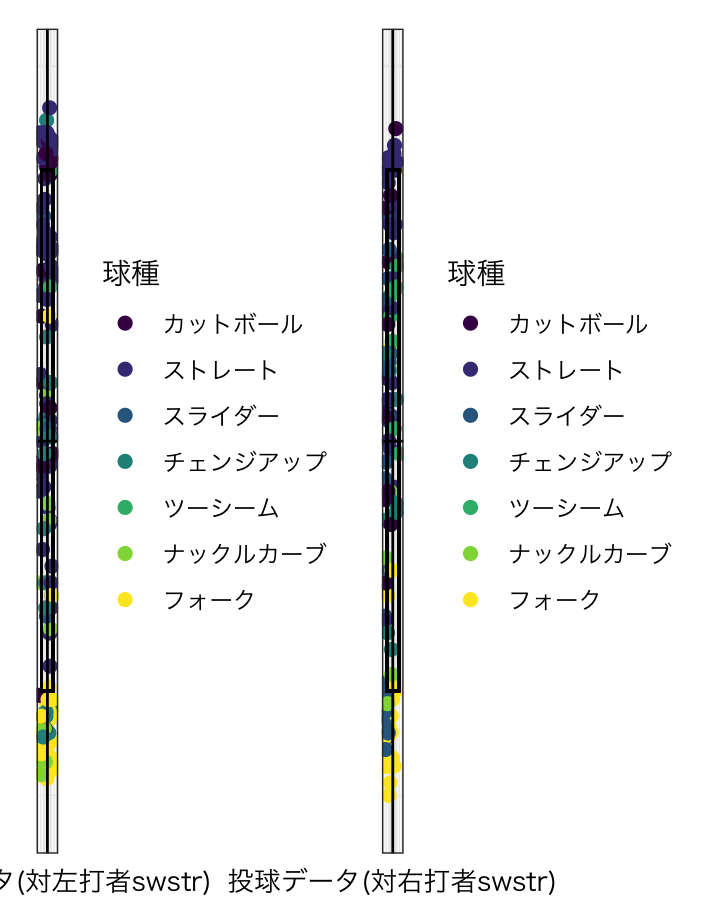 球種
カットボール
ストレート
スライダー
チェンジアップ
ツーシーム
ナックルカーブ
フォーク
球種
カットボール
ストレート
スライダー
チェンジアップ
ツーシーム
ナックルカーブ
フォーク
タ(対左打者swstr)
投球データ(対右打者swstr)